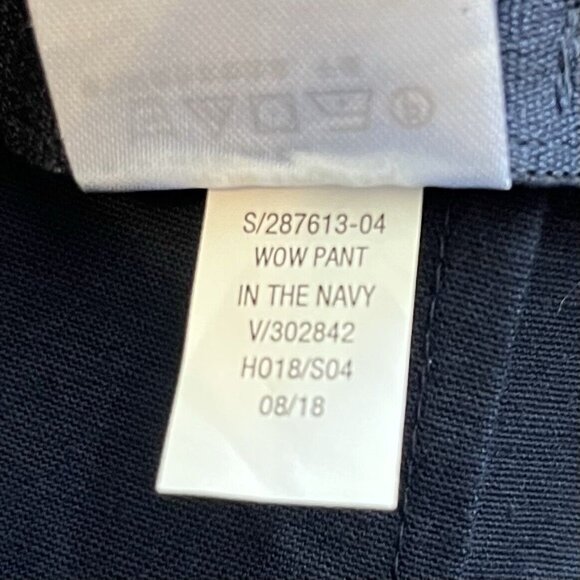 S/287613-04
WOW PANT
IN THE NAVY
V/302842
H018/S04
08/18